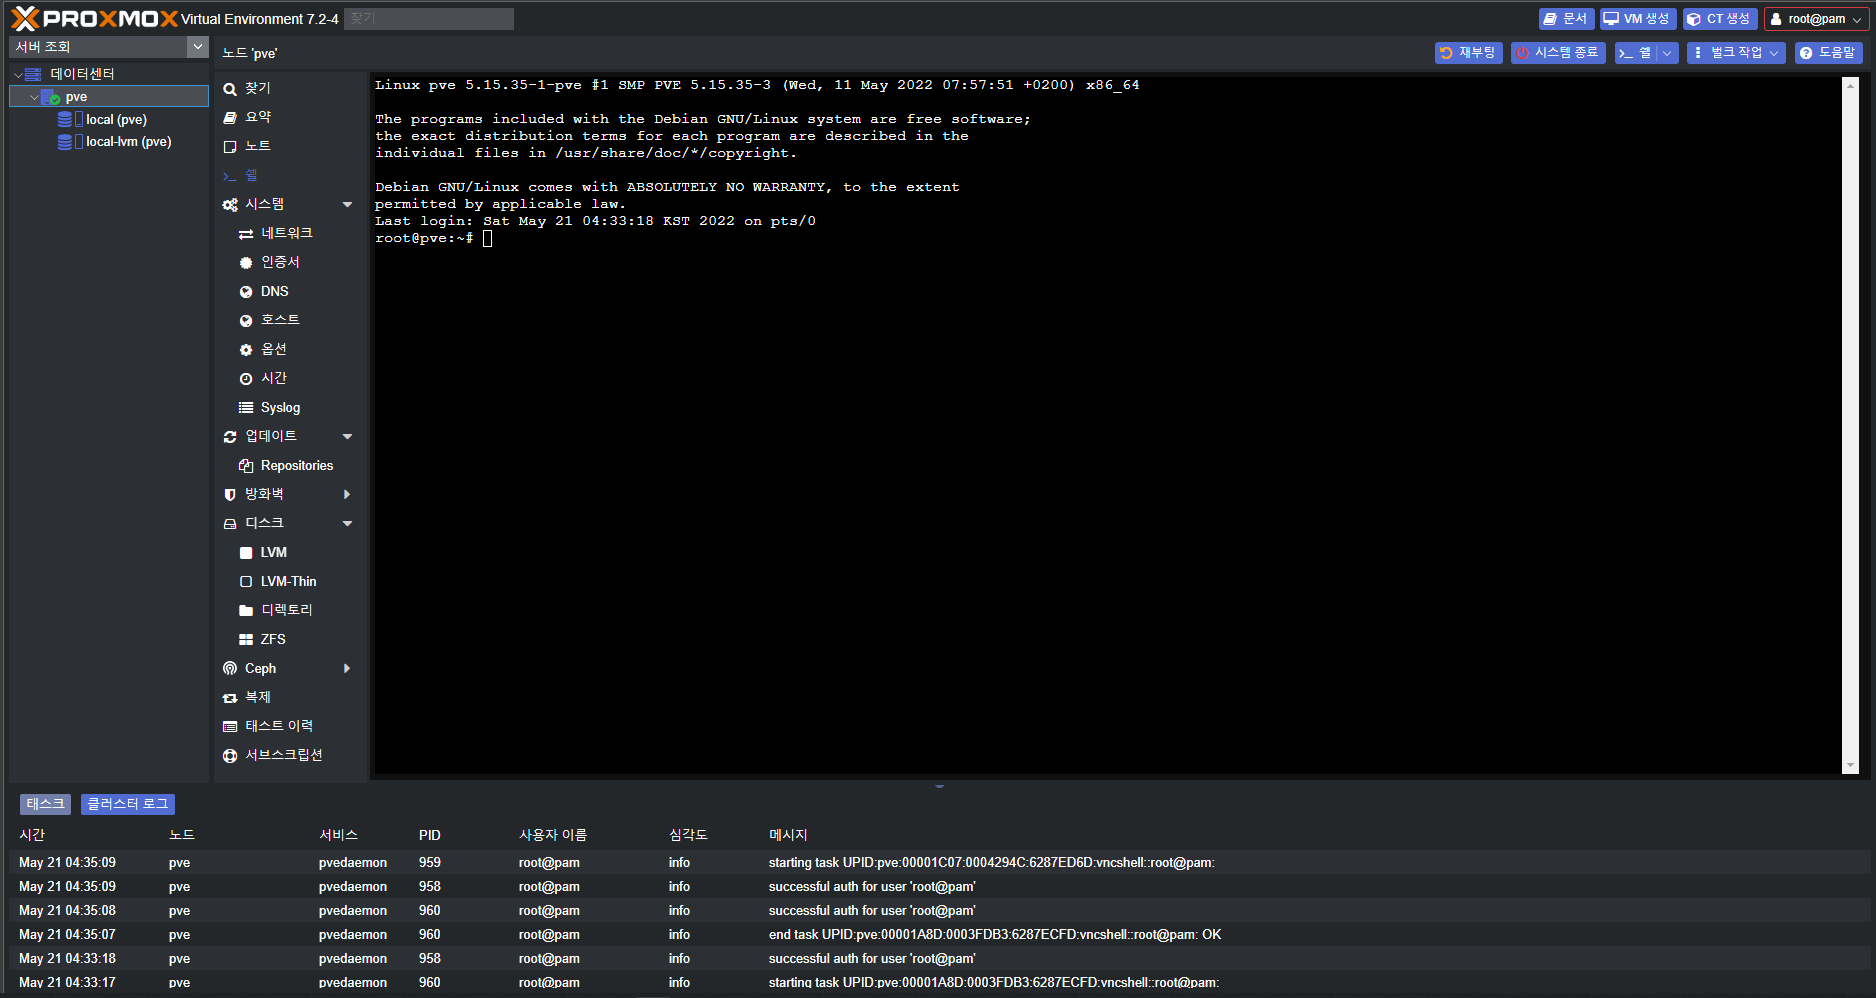 PROXMOX Virtual Environment 7.2-4 찾기
문서 VM 생성 CT 생성 root@pam
서버 조회
노드 'pve'
재부팅 시스템 종료 쉘 벌크 작업 도움말
데이터센터
pve
local (pve)
local-lvm (pve)
찾기
요약
노트
쉘
시스템
네트워크
인증서
DNS
호스트
옵션
시간
Syslog
업데이트
Repositories
방화벽
디스크
LVM
LVM-Thin
디렉토리
ZFS
Ceph
복제
태스트 이력
서브스크립션
Linux pve 5.15.35-1-pve #1 SMP PVE 5.15.35-3 (Wed, 11 May 2022 07:57:51 +0200) x86_64
The programs included with the Debian GNU/Linux system are free software;
the exact distribution terms for each program are described in the
individual files in /usr/share/doc/*/copyright.
Debian GNU/Linux comes with ABSOLUTELY NO WARRANTY, to the extent
permitted by applicable law.
Last login: Sat May 21 04:33:18 KST 2022 on pts/0
root@pve:~#
태스크 클러스터 로그
시간 노드 서비스 PID 사용자 이름 심각도 메시지
May 21 04:35:09 pve pvedaemon 959 root@pam info starting task UPID:pve:00001C07:0004294C:6287ED6D:vncshell::root@pam:
May 21 04:35:09 pve pvedaemon 958 root@pam info successful auth for user 'root@pam'
May 21 04:35:08 pve pvedaemon 960 root@pam info successful auth for user 'root@pam'
May 21 04:35:07 pve pvedaemon 960 root@pam info end task UPID:pve:00001A8D:0003FDB3:6287ECFD:vncshell::root@pam: OK
May 21 04:33:18 pve pvedaemon 958 root@pam info successful auth for user 'root@pam'
May 21 04:33:17 pve pvedaemon 960 root@pam info starting task UPID:pve:00001A8D:0003FDB3:6287ECFD:vncshell::root@pam: